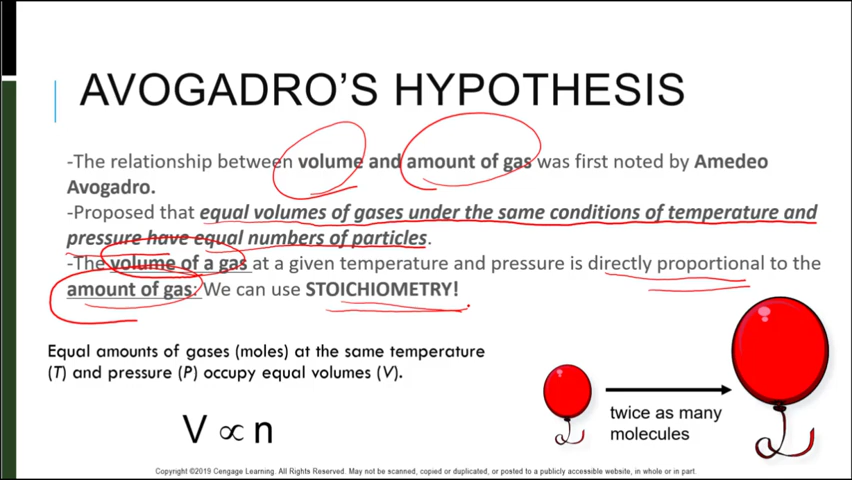 AVOGADRO'S HYPOTHESIS
-The relationship between volume and amount of gas was first noted by Amedeo
Avogadro.
-Proposed that equal volumes of gases under the same conditions of temperature and
pressure have equal numbers of particles.
-The volume of a gas at a given temperature and pressure is directly proportional to the
amount of gas: We can use STOICHIOMETRY!
Equal amounts of gases (moles) at the same temperature
(T) and pressure (P) occupy equal volumes (V).
V ∝ n
twice as many
molecules
Copyright ©2019 Cengage Learning. All Rights Reserved. May not be scanned, copied or duplicated, or posted to a publicly accessible website, in whole or in part.